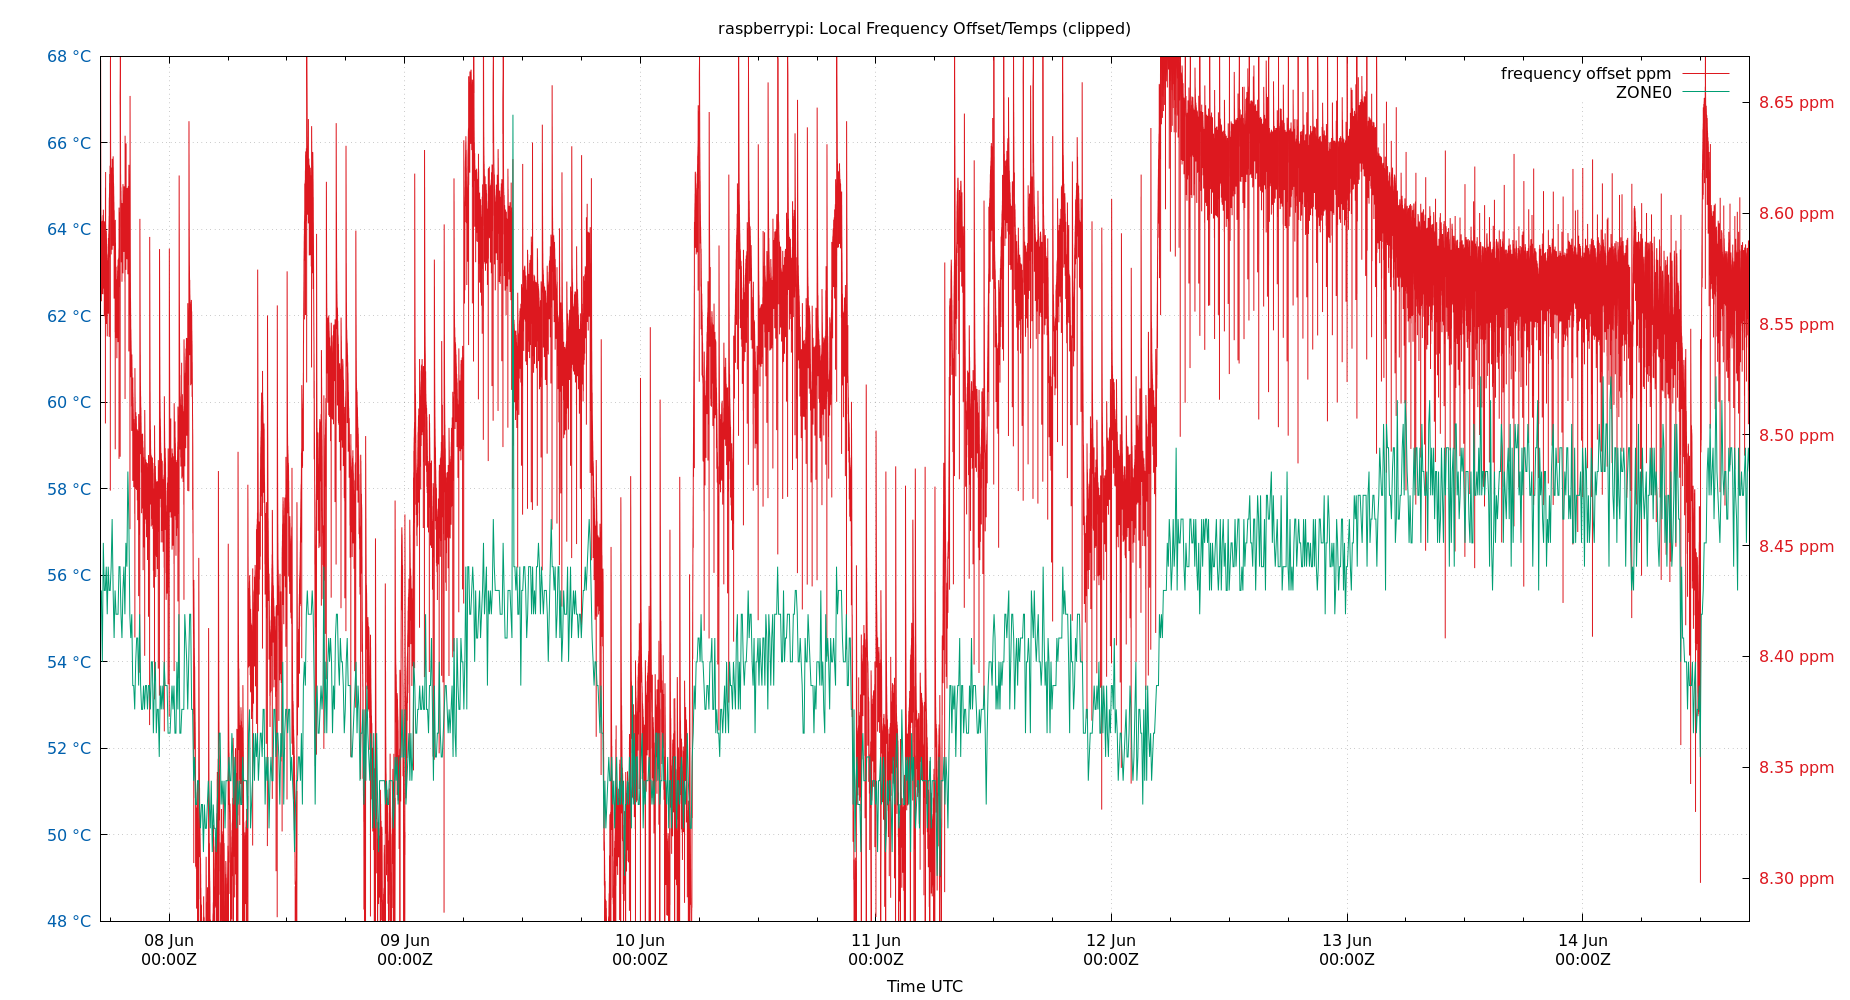 raspberrypi: Local Frequency Offset/Temps (clipped)
frequency offset ppm
ZONE0
68 °C
66 °C
64 °C
62 °C
60 °C
58 °C
56 °C
54 °C
52 °C
50 °C
48 °C
8.65 ppm
8.60 ppm
8.55 ppm
8.50 ppm
8.45 ppm
8.40 ppm
8.35 ppm
8.30 ppm
08 Jun 09 Jun 10 Jun 11 Jun 12 Jun 13 Jun 14 Jun
00:00Z 00:00Z 00:00Z 00:00Z 00:00Z 00:00Z 00:00Z
Time UTC